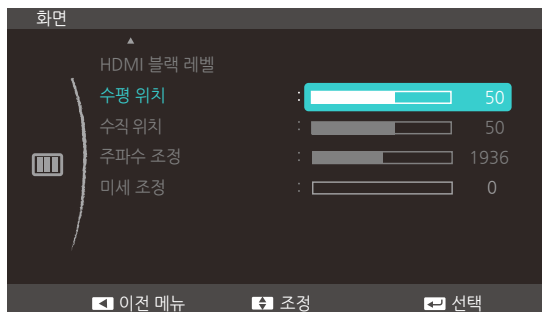 화면
HDMI 블랙 레벨
수평 위치 : 50
수직 위치 : 50
주파수 조정 : 1936
미세 조정 : 0
이전 메뉴 조정 선택